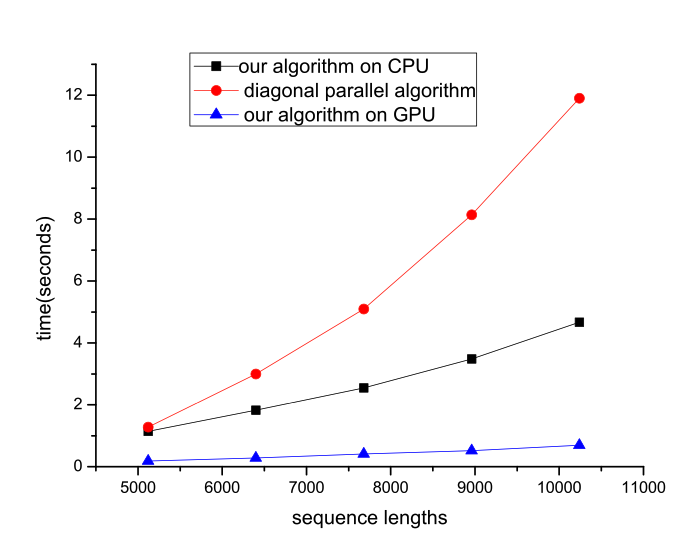 our algorithm on CPU
diagonal parallel algorithm
our algorithm on GPU
12
10
8
6
4
2
0
time(seconds)
5000 6000 7000 8000 9000 10000 11000
sequence lengths